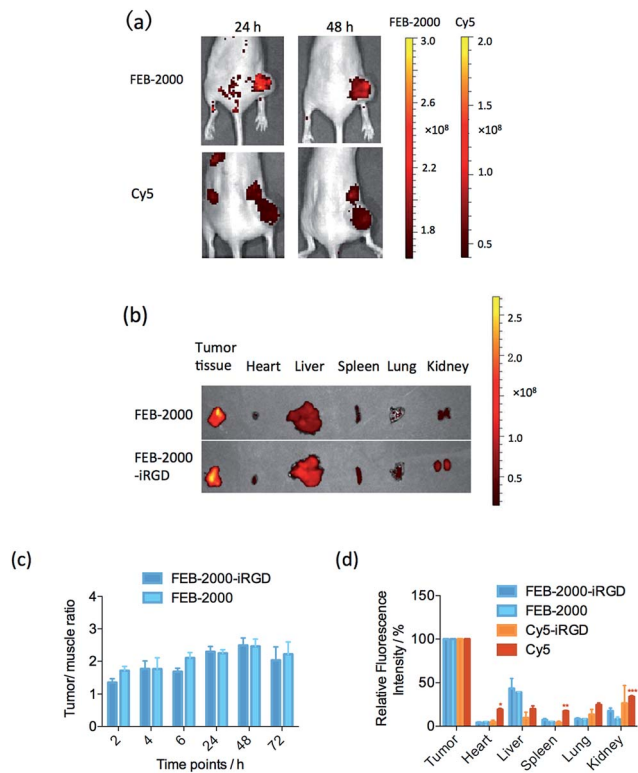 (a)
24 h
48 h
FEB-2000
Cy5
FEB-2000
3.0
2.6
×10⁸
2.2
1.8
Cy5
2.0
1.5
×10⁸
1.0
0.5
(b)
Tumor
tissue
Heart
Liver
Spleen
Lung
Kidney
FEB-2000
FEB-2000
-iRGD
2.5
2.0
×10⁸
1.5
1.0
0.5
(c)
FEB-2000-iRGD
FEB-2000
Tumor/ muscle ratio
4
3
2
1
0
2
4
6
24
48
72
Time points / h
(d)
FEB-2000-iRGD
FEB-2000
Cy5-iRGD
Cy5
Relative Fluorescence
Intensity / %
150
100
50
0
*
**
***
Tumor
Heart
Liver
Spleen
Lung
Kidney